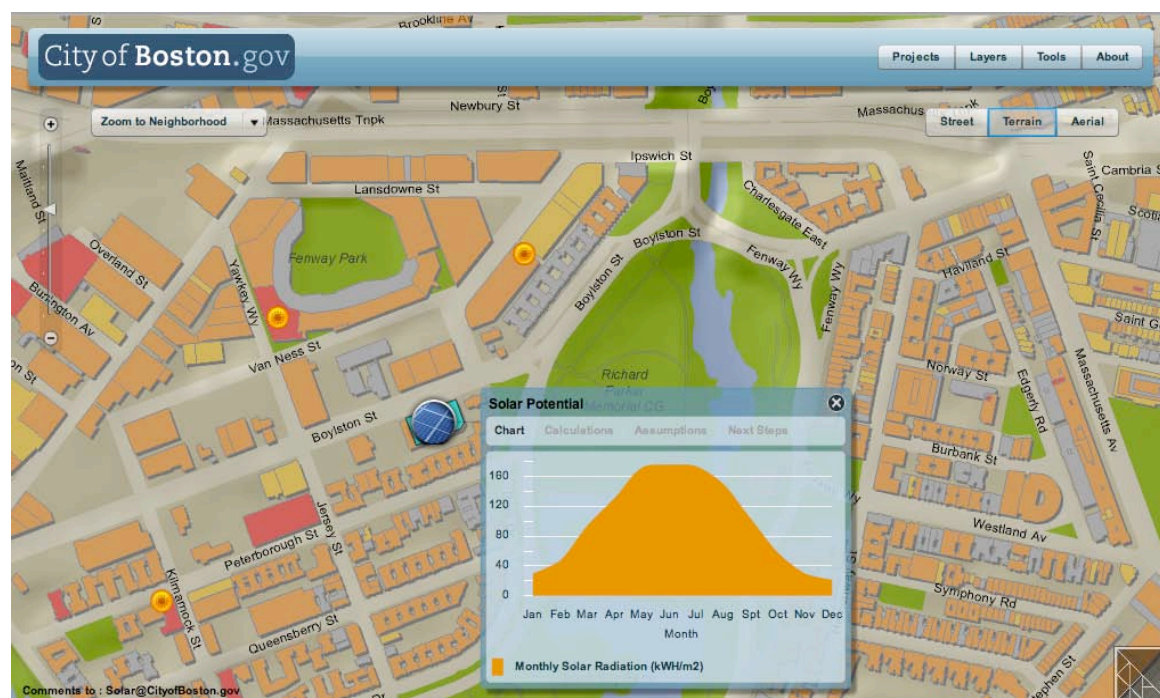 Brookline Av
City of Boston.gov
Projects
Layers
Tools
About
Newbury St
Massachusetts Tnpk
Zoom to Neighborhood
Street
Terrain
Aerial
Ipswich St
Lansdowne St
Maitland St
Cambria S
Saint Cecilia St
Scotia
Charlesgate East
Boylston St
Fenway Park
Overland St
Yawkey Wy
Boylston St
Fenway Wy
Fenway Wy
Haviland St
Burlington Av
Saint G
Van Ness St
Norway St
Massachusetts Av
Richard
Edgerly Rd
Solar Potential
Memorial CG
Boylston St
Chart
Calculations
Assumptions
Next Steps
Burbank St
160
120
80
40
0
Jan Feb Mar Apr May Jun Jul Aug Spt Oct Nov Dec
Month
Monthly Solar Radiation (kWH/m2)
Westland Av
Jersey St
Peterborough St
Kilmarnock St
Symphony Rd
Queensberry St
Comments to : Solar@CityofBoston.gov